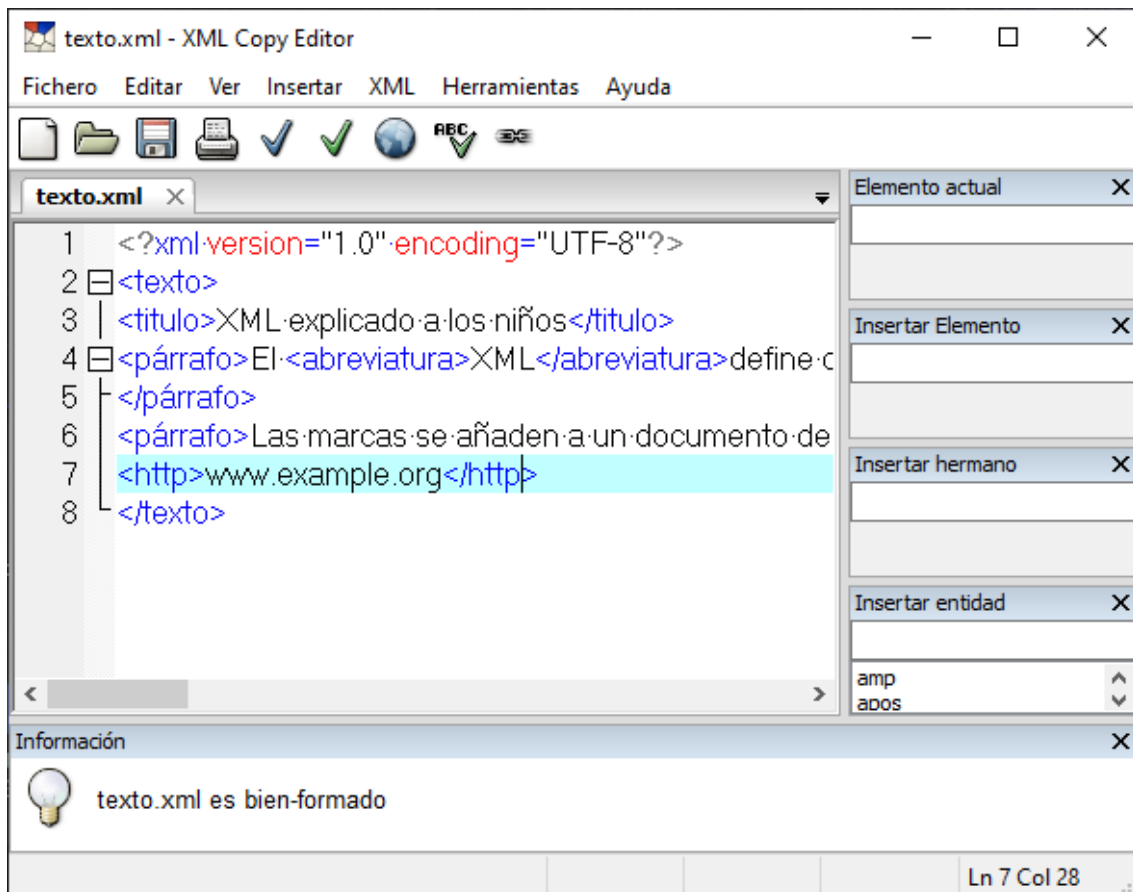 texto.xml - XML Copy Editor
Fichero Editar Ver Insertar XML Herramientas Ayuda
ABC
texto.xml
1 <?xml·version="1.0"·encoding="UTF-8"?>
2 <texto>
3 <titulo>XML·explicado·a·los·niños</titulo>
4 <párrafo>El·<abreviatura>XML</abreviatura>define·
5 </párrafo>
6 <párrafo>Las·marcas·se·añaden·a·un·documento·de
7 <http>www.example.org</http>
8 </texto>
Elemento actual
Insertar Elemento
Insertar hermano
Insertar entidad
amp
apos
Información
texto.xml es bien-formado
Ln 7 Col 28